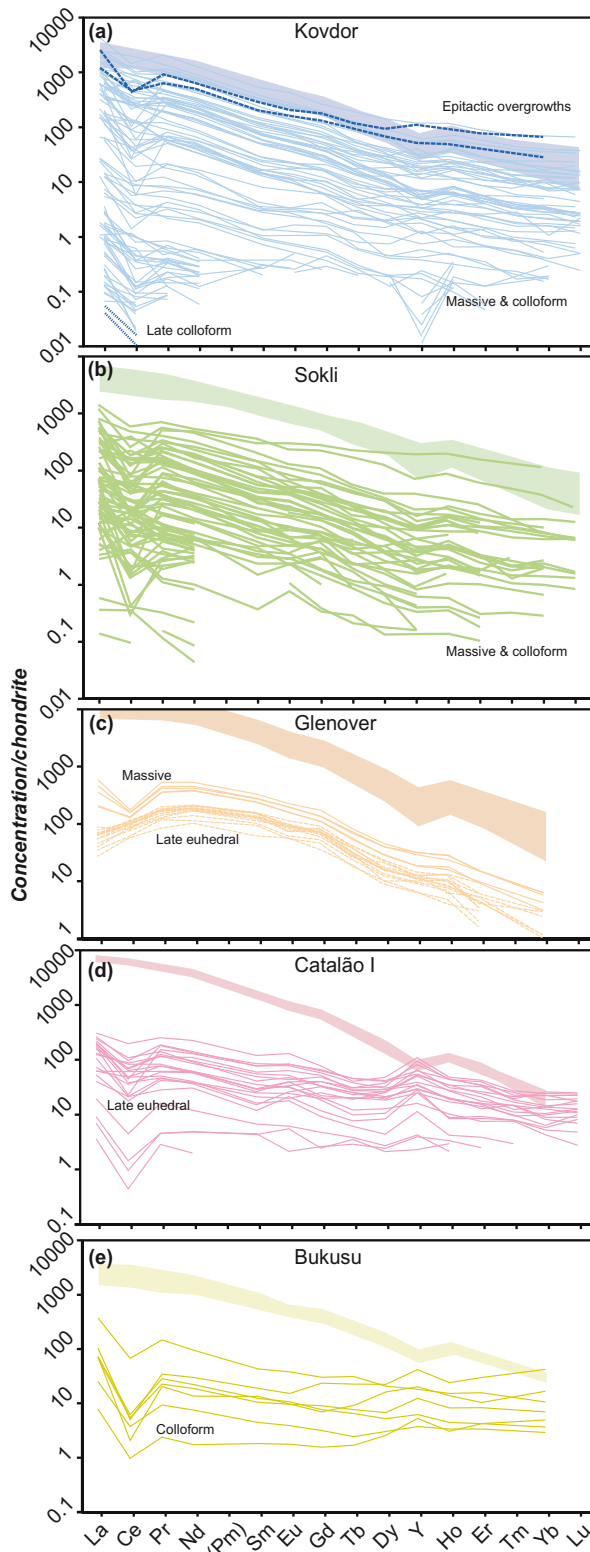 (a) Kovdor
10000
1000
100
10
1
0.1
0.01
Epitactic overgrowths
Massive & colloform
Late colloform
(b) Sokli
1000
100
10
1
0.1
0.01
Massive & colloform
(c) Glenover
1000
100
10
1
Massive
Late euhedral
Concentration/chondrite
(d) Catalão I
10000
1000
100
10
1
0.1
Late euhedral
(e) Bukusu
10000
1000
100
10
1
0.1
Colloform
La Ce Pr Nd (Pm) Sm Eu Gd Tb Dy Y Ho Er Tm Yb Lu